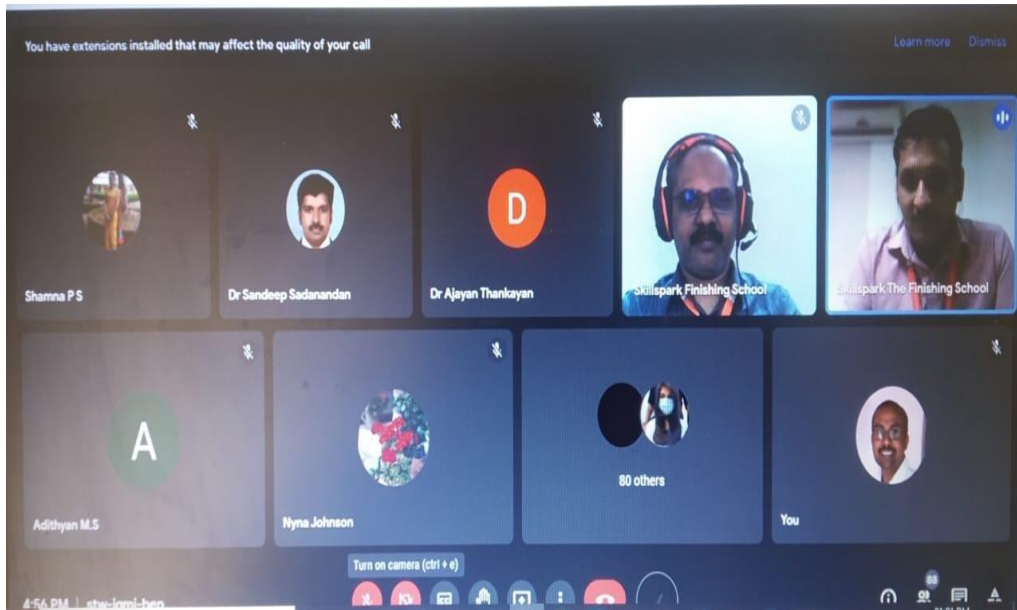 You have extensions installed that may affect the quality of your call
Learn more Dismiss
Shamna P S
Dr Sandeep Sadanandan
D
Dr Ajayan Thankayan
Skillspark Finishing School
Skillspark The Finishing School
A
Adithyan M.S
Nyna Johnson
80 others
You
Turn on camera (ctrl + e)
4:56 PM
88